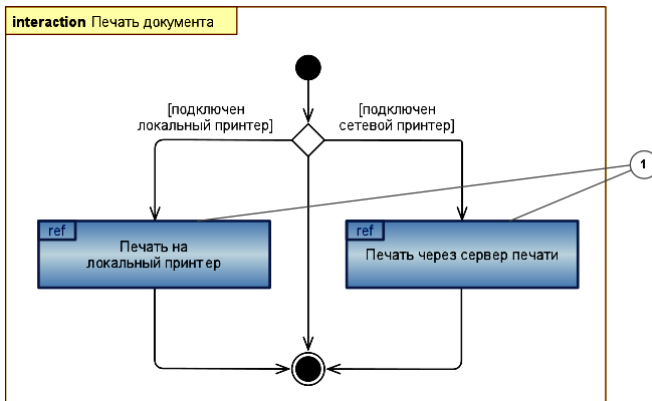 interaction Печать документа
[подключен
локальный принтер]
[подключен
сетевой принтер]
1
ref
Печать на
локальный принтер
ref
Печать через сервер печати